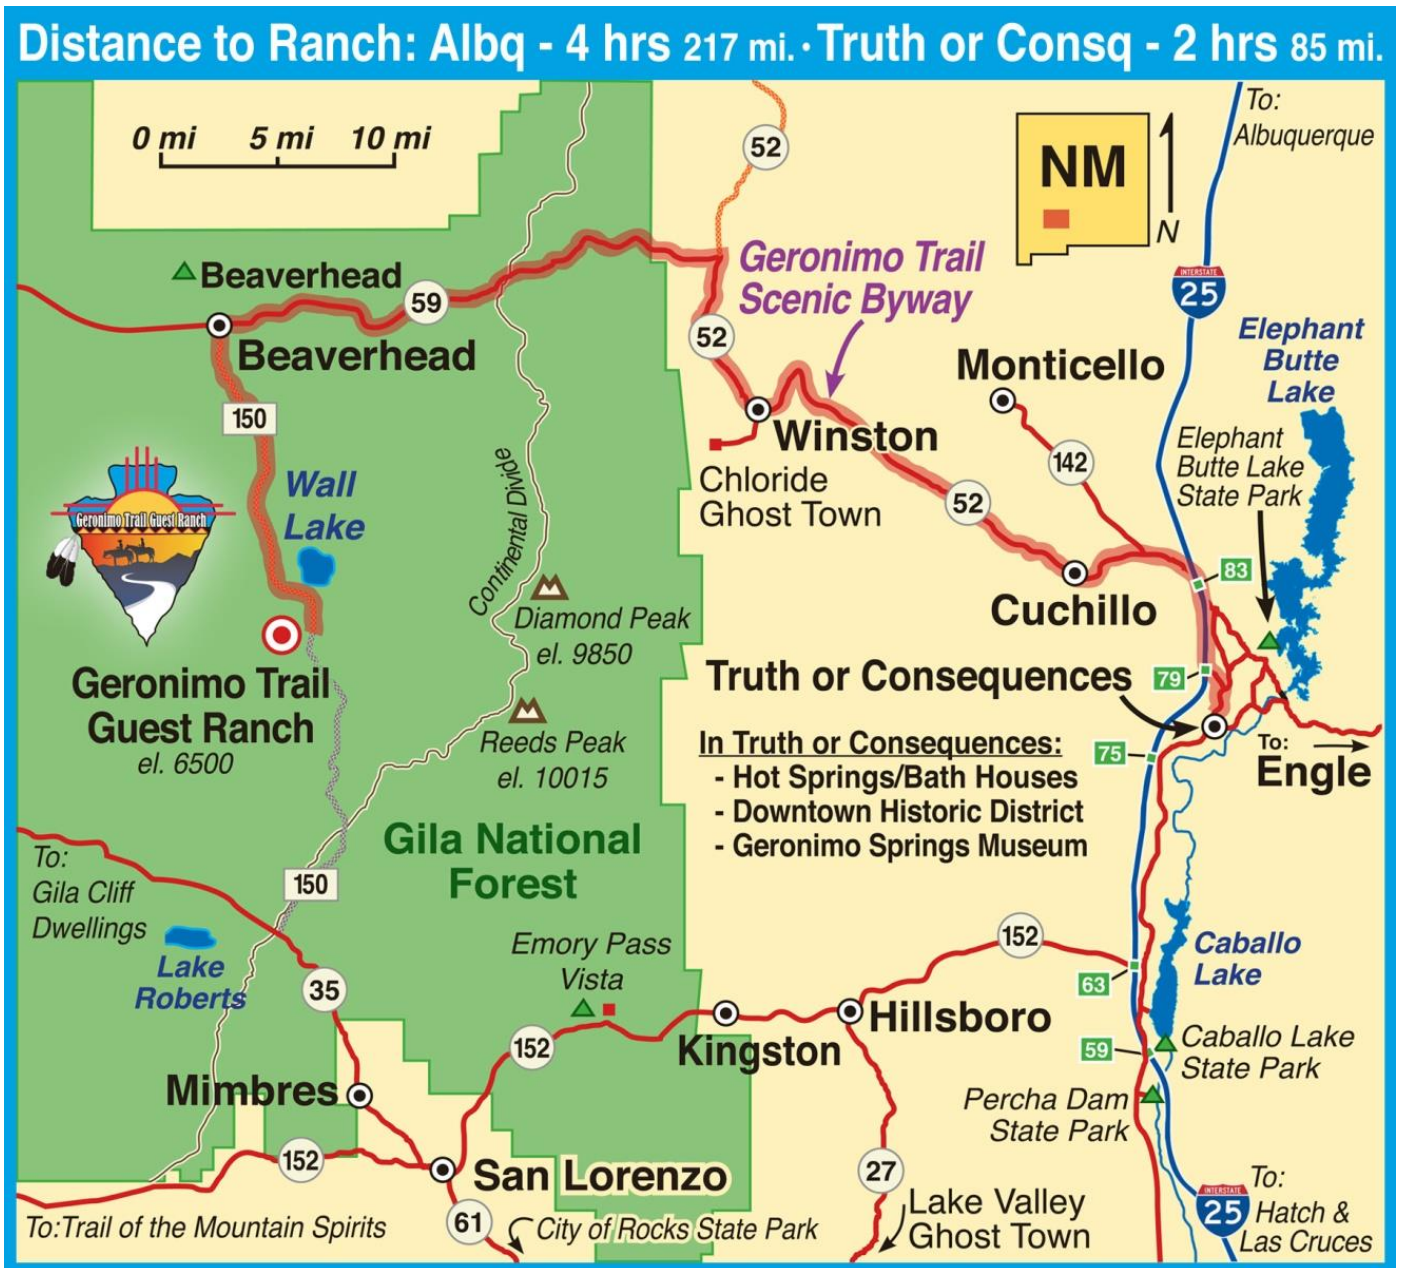 Distance to Ranch: Albq - 4 hrs 217 mi. · Truth or Consq - 2 hrs 85 mi.
0 mi 5 mi 10 mi
52
NM
N
To:
Albuquerque
INTERSTATE
25
Geronimo Trail
Scenic Byway
Beaverhead
59
Beaverhead
52
Monticello
Elephant
Butte
Lake
150
Winston
Chloride
Ghost Town
142
52
Elephant
Butte Lake
State Park
Wall
Lake
Geronimo Trail Guest Ranch
Continental Divide
Diamond Peak
el. 9850
Cuchillo
83
Geronimo Trail
Guest Ranch
el. 6500
Reeds Peak
el. 10015
Truth or Consequences
79
In Truth or Consequences:
- Hot Springs/Bath Houses
- Downtown Historic District
- Geronimo Springs Museum
75
To:
Engle
Gila National
Forest
To:
Gila Cliff
Dwellings
150
Lake
Roberts
35
Emory Pass
Vista
152
Caballo
Lake
63
152
Kingston
Hillsboro
59
Caballo Lake
State Park
Mimbres
Percha Dam
State Park
152
San Lorenzo
27
Lake Valley
Ghost Town
To:Trail of the Mountain Spirits
61
City of Rocks State Park
INTERSTATE
25
To:
Hatch &
Las Cruces